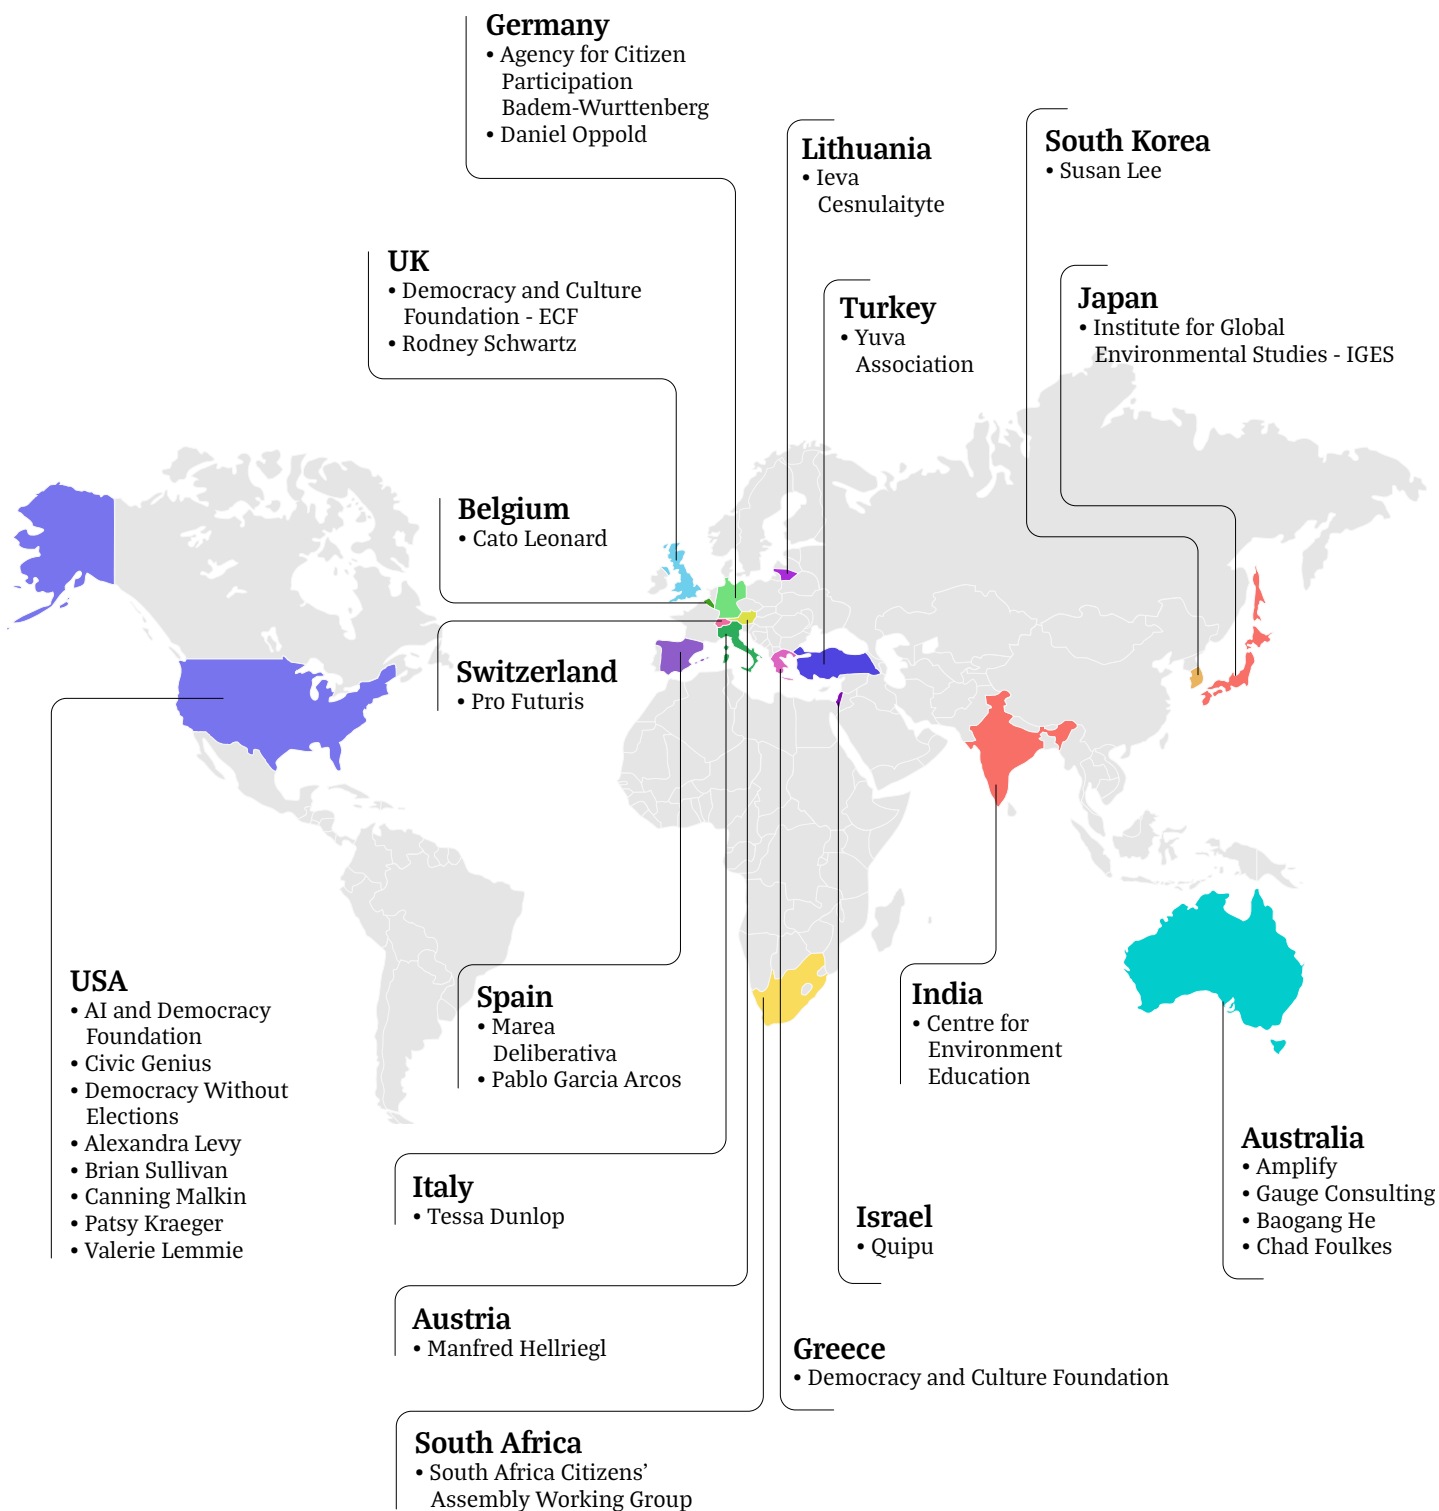 Germany
• Agency for Citizen
Participation
Badem-Wurttenberg
• Daniel Oppold
Lithuania
• Ieva
Cesnulaityte
South Korea
• Susan Lee
UK
• Democracy and Culture
Foundation - ECF
• Rodney Schwartz
Turkey
• Yuva
Association
Japan
• Institute for Global
Environmental Studies - IGES
Belgium
• Cato Leonard
Switzerland
• Pro Futuris
USA
• AI and Democracy
Foundation
• Civic Genius
• Democracy Without
Elections
• Alexandra Levy
• Brian Sullivan
• Canning Malkin
• Patsy Kraeger
• Valerie Lemmie
Spain
• Marea
Deliberativa
• Pablo Garcia Arcos
India
• Centre for
Environment
Education
Australia
• Amplify
• Gauge Consulting
• Baogang He
• Chad Foulkes
Italy
• Tessa Dunlop
Israel
• Quipu
Austria
• Manfred Hellriegl
Greece
• Democracy and Culture Foundation
South Africa
• South Africa Citizens’
Assembly Working Group